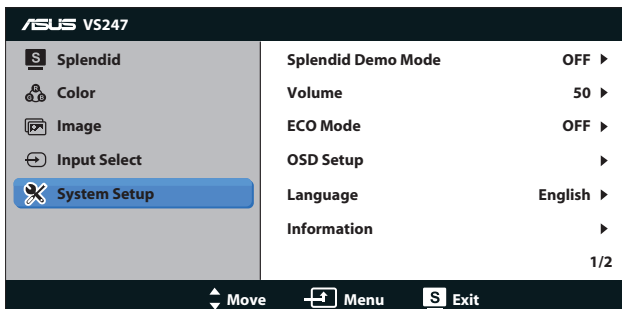 ASUS VS247
S Splendid
Color
Image
Input Select
System Setup
Splendid Demo Mode OFF
Volume 50
ECO Mode OFF
OSD Setup
Language English
Information
1/2
Move Menu S Exit